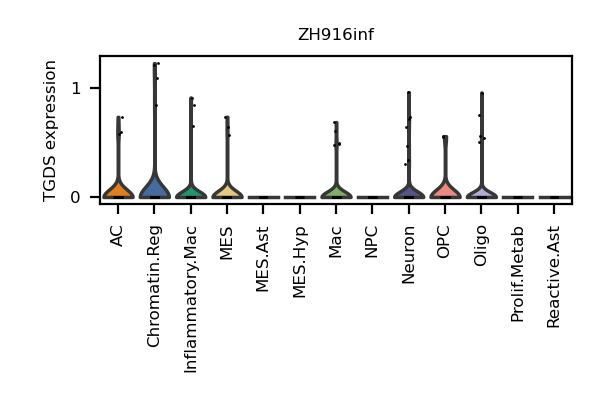 ZH916inf
TGDS expression
1
0
AC
Chromatin.Reg
Inflammatory.Mac
MES
MES.Ast
MES.Hyp
Mac
NPC
Neuron
OPC
Oligo
Prolif.Metab
Reactive.Ast